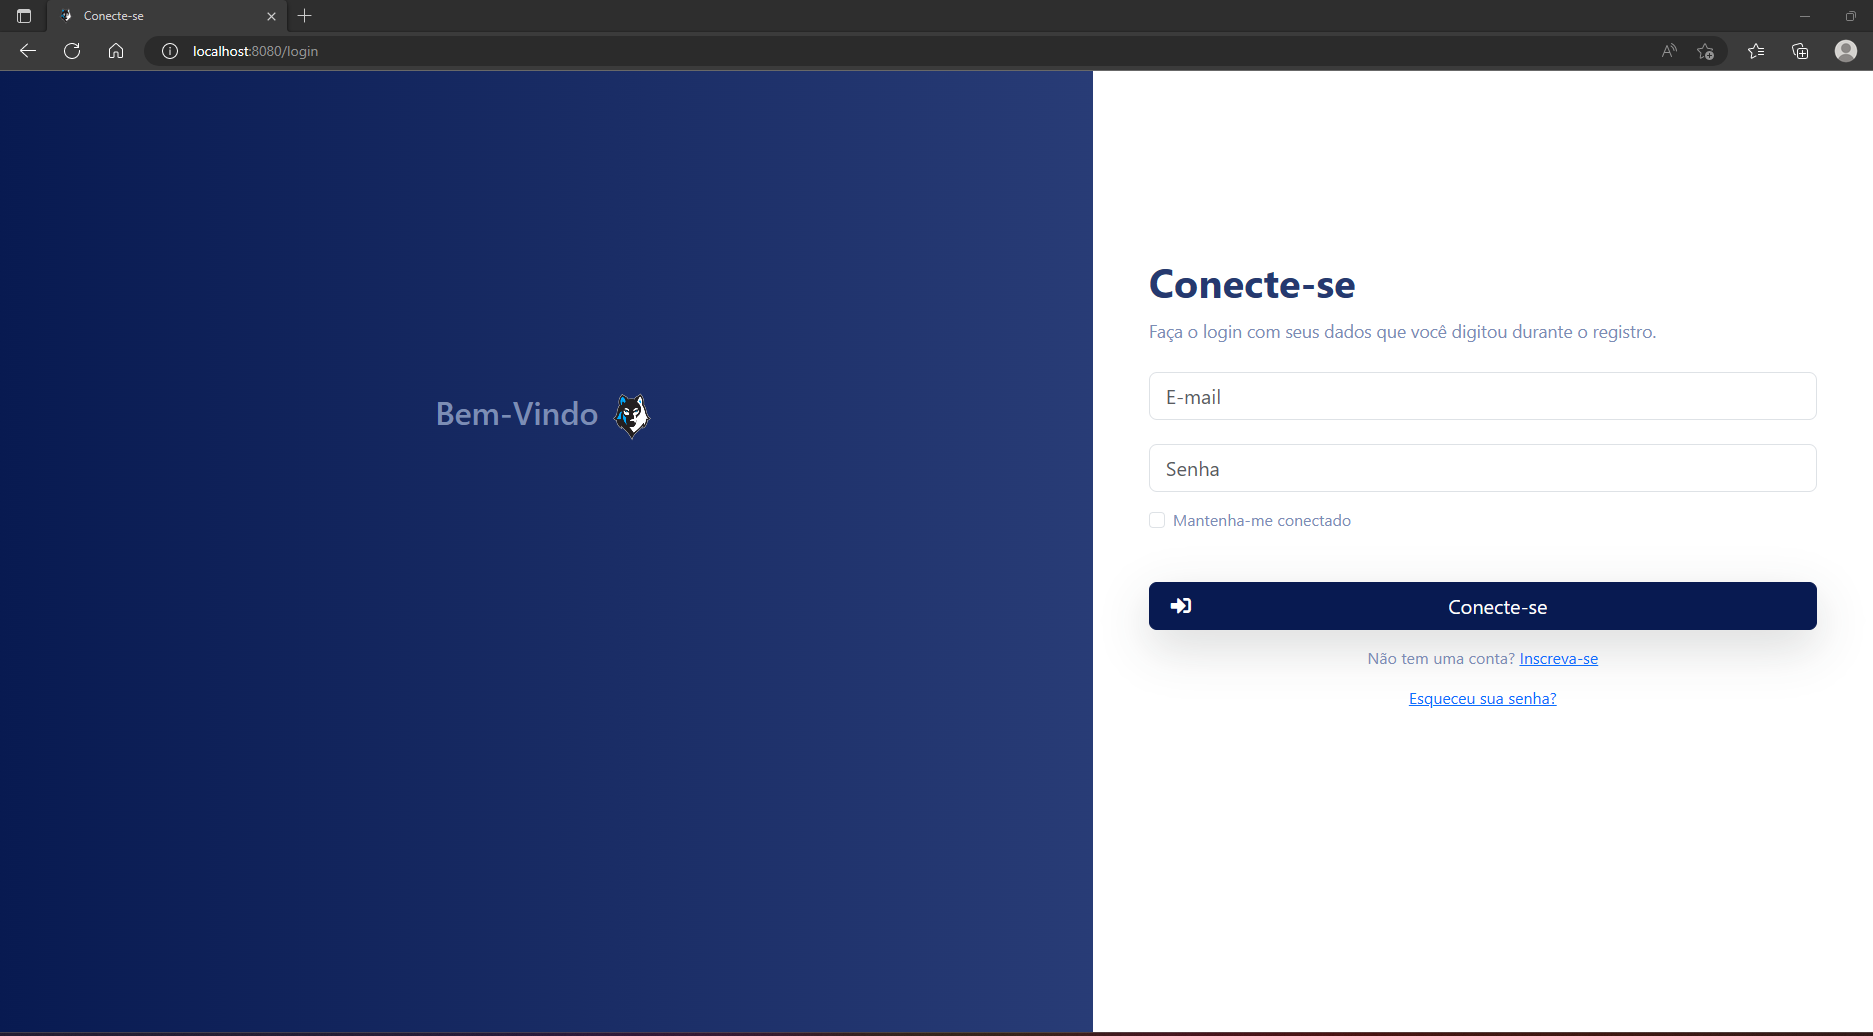 Conecte-se
localhost:8080/login
Bem-Vindo
Conecte-se
Faça o login com seus dados que você digitou durante o registro.
E-mail
Senha
Mantenha-me conectado
Conecte-se
Não tem uma conta? Inscreva-se
Esqueceu sua senha?